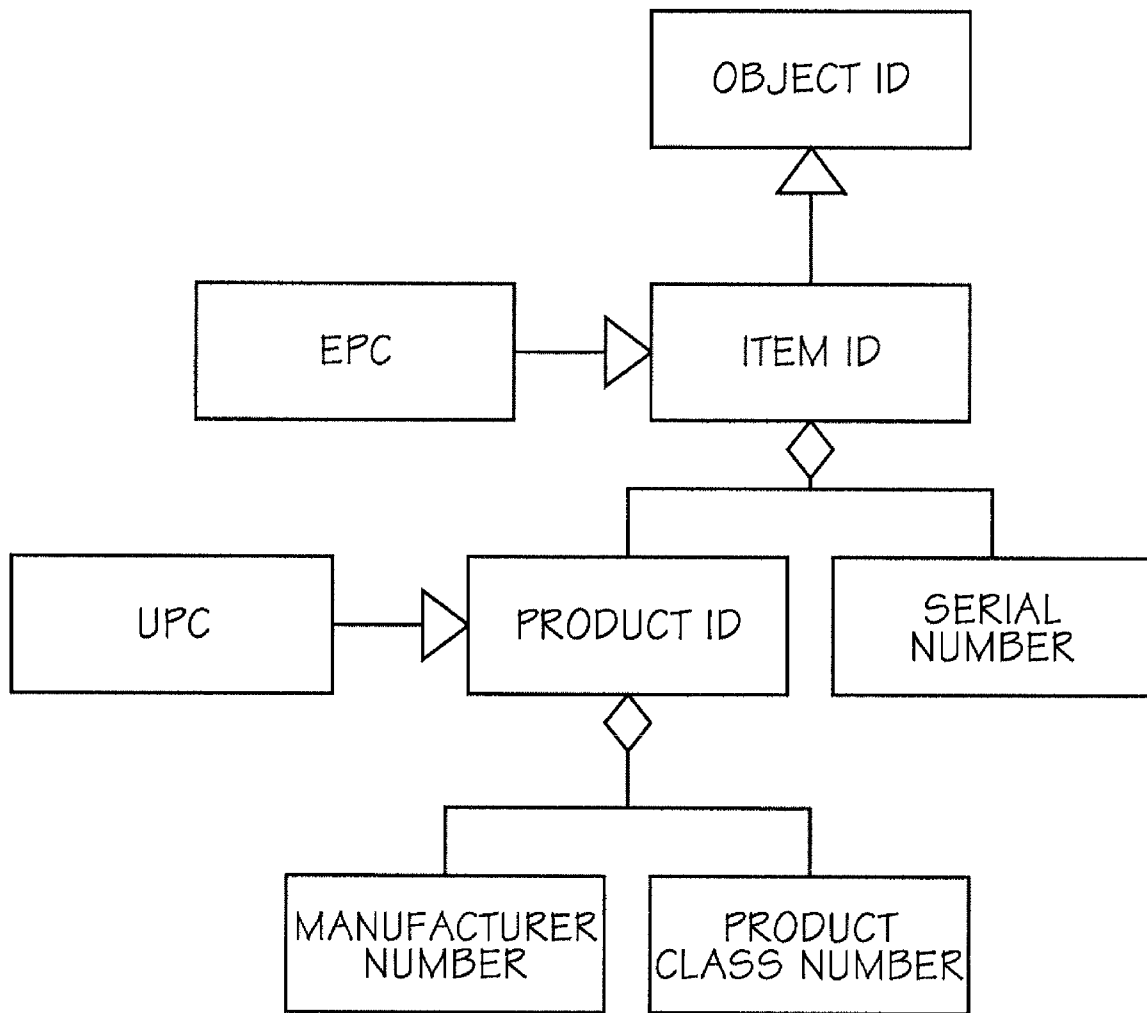 OBJECT ID
EPC
ITEM ID
UPC
PRODUCT ID
SERIAL
NUMBER
MANUFACTURER
NUMBER
PRODUCT
CLASS NUMBER